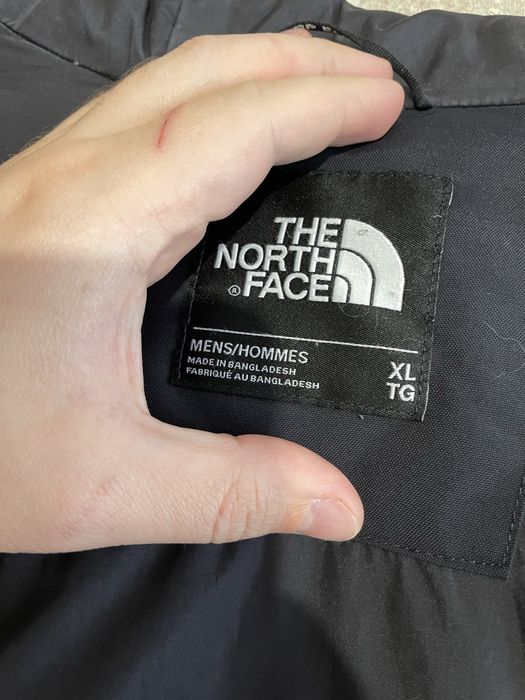 THE
NORTH
® FACE
MENS/HOMMES
MADE IN BANGLADESH
FABRIQUÉ AU BANGLADESH
XL
TG